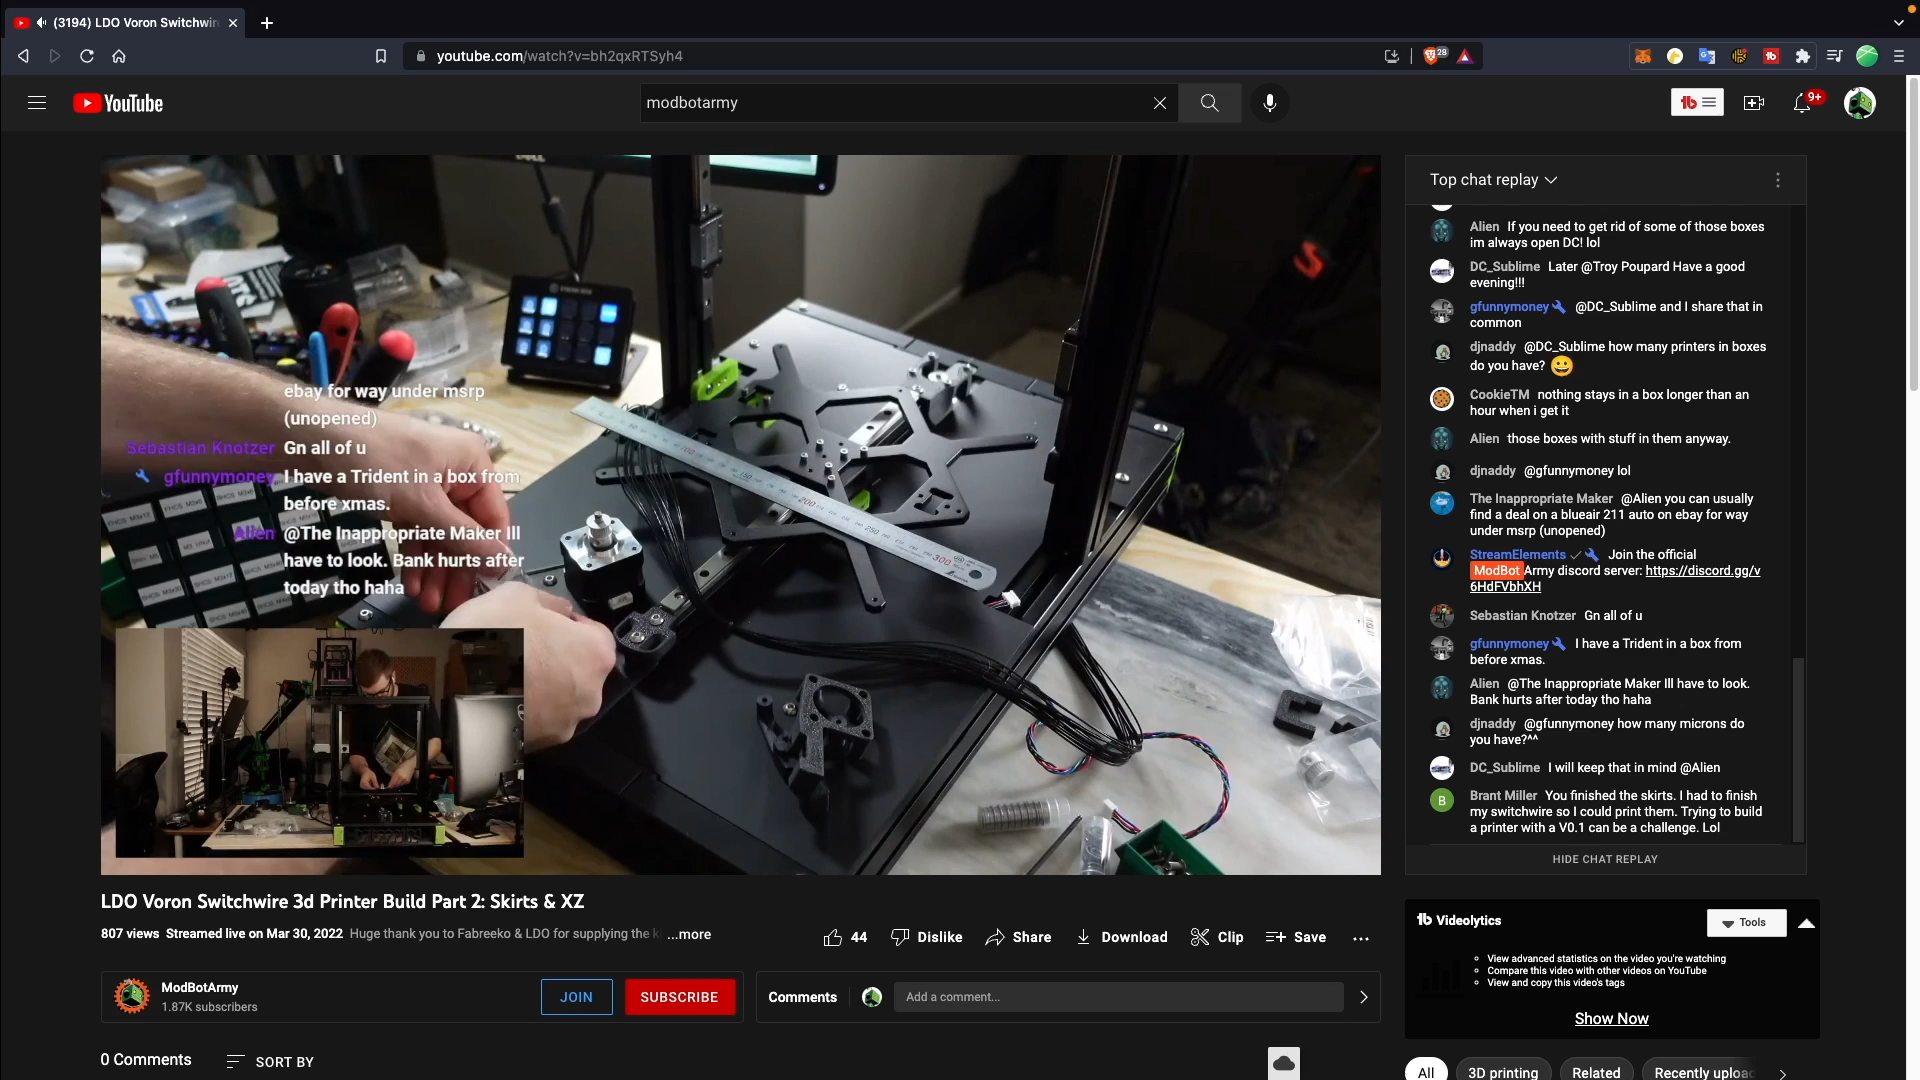 (3194) LDO Voron Switchwir
youtube.com/watch?v=bh2qxRTSyh4
28
YouTube
modbotarmy
9+
Top chat replay
Alien If you need to get rid of some of those boxes
im always open DC! lol
DC_Sublime Later @Troy Poupard Have a good
evening!!!
gfunnymoney @DC_Sublime and I share that in
common
djnaddy @DC_Sublime how many printers in boxes
do you have? 😀
CookieTM nothing stays in a box longer than an
hour when i get it
Alien those boxes with stuff in them anyway.
djnaddy @gfunnymoney lol
The Inappropriate Maker @Alien you can usually
find a deal on a blueair 211 auto on ebay for way
under msrp (unopened)
StreamElements Join the official
ModBot Army discord server: https://discord.gg/v
6HdFVbhXH
Sebastian Knotzer Gn all of u
gfunnymoney I have a Trident in a box from
before xmas.
Alien @The Inappropriate Maker Ill have to look.
Bank hurts after today tho haha
djnaddy @gfunnymoney how many microns do
you have?^^
DC_Sublime I will keep that in mind @Alien
B
Brant Miller You finished the skirts. I had to finish
my switchwire so I could print them. Trying to build
a printer with a V0.1 can be a challenge. Lol
HIDE CHAT REPLAY
ebay for way under msrp
(unopened)
Sebastian Knotzer Gn all of u
gfunnymoney I have a Trident in a box from
before xmas.
Alien @The Inappropriate Maker Ill
have to look. Bank hurts after
today tho haha
200
250
300
LDO Voron Switchwire 3d Printer Build Part 2: Skirts & XZ
807 views Streamed live on Mar 30, 2022 Huge thank you to Fabreeko & LDO for supplying the k ...more
44
Dislike
Share
Download
Clip
Save
ModBotArmy
1.87K subscribers
JOIN
SUBSCRIBE
Comments
Add a comment...
0 Comments
SORT BY
Videolytics
Tools
View advanced statistics on the video you're watching
Compare this video with other videos on YouTube
View and copy this video's tags
Show Now
All
3D printing
Related
Recently uploa